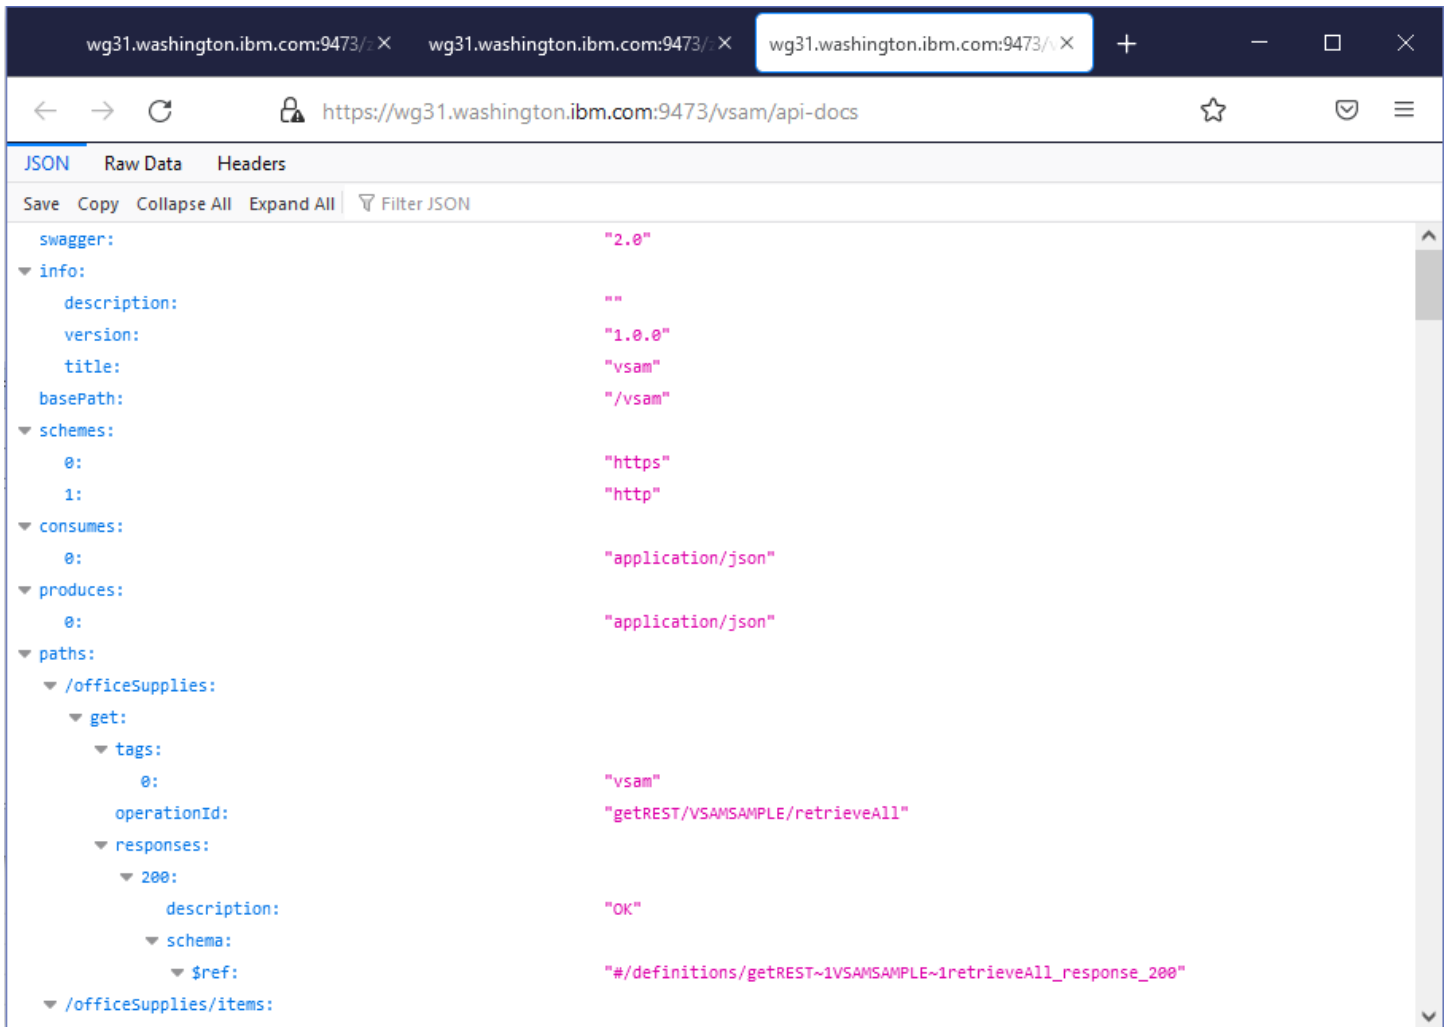 wg31.washington.ibm.com:9473/z wg31.washington.ibm.com:9473/z wg31.washington.ibm.com:9473/v
https://wg31.washington.ibm.com:9473/vsam/api-docs
JSON Raw Data Headers
Save Copy Collapse All Expand All Filter JSON
swagger: "2.0"
info:
description: ""
version: "1.0.0"
title: "vsam"
basePath: "/vsam"
schemes:
0: "https"
1: "http"
consumes:
0: "application/json"
produces:
0: "application/json"
paths:
/officeSupplies:
get:
tags:
0: "vsam"
operationId: "getREST/VSAMSAMPLE/retrieveAll"
responses:
200:
description: "OK"
schema:
$ref: "#/definitions/getREST~1VSAMSAMPLE~1retrieveAll_response_200"
/officeSupplies/items: